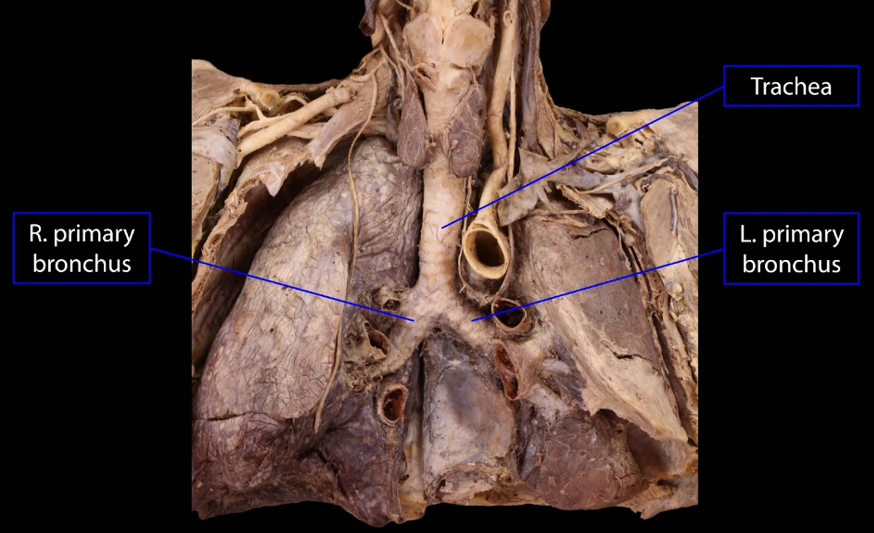 Trachea
R. primary
bronchus
L. primary
bronchus